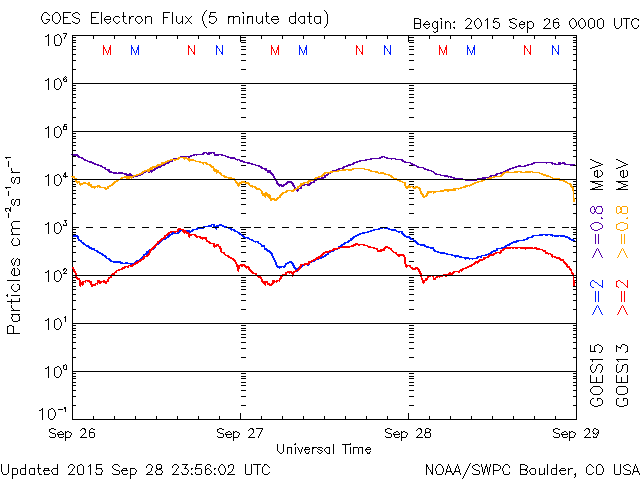 GOES Electron Flux (5 minute data)
Begin: 2015 Sep 26 0000 UTC
10⁷
M M N N M M N N M M N N
10⁶
10⁵
10⁴
10³
10²
10¹
10⁰
10⁻¹
Particles cm⁻²s⁻¹sr⁻¹
GOES15 >=2 >=0.8 MeV
GOES13 >=2 >=0.8 MeV
Sep 26 Sep 27 Sep 28 Sep 29
Universal Time
Updated 2015 Sep 28 23:56:02 UTC
NOAA/SWPC Boulder, CO USA